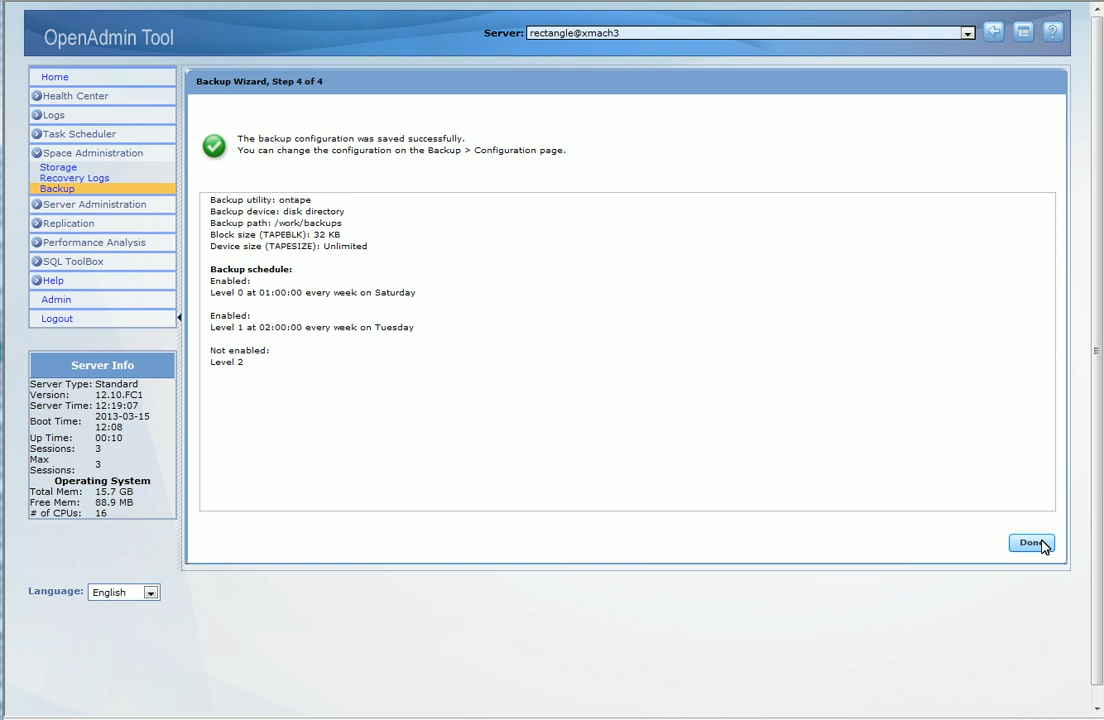 OpenAdmin Tool
Server: rectangle@xmach3
Home
Health Center
Logs
Task Scheduler
Space Administration
Storage
Recovery Logs
Backup
Server Administration
Replication
Performance Analysis
SQL ToolBox
Help
Admin
Logout
Server Info
Server Type: Standard
Version: 12.10.FC1
Server Time: 12:19:07
Boot Time: 2013-03-15
12:08
Up Time: 00:10
Sessions: 3
Max
Sessions: 3
Operating System
Total Mem: 15.7 GB
Free Mem: 88.9 MB
# of CPUs: 16
Language: English
Backup Wizard, Step 4 of 4
The backup configuration was saved successfully.
You can change the configuration on the Backup > Configuration page.
Backup utility: ontape
Backup device: disk directory
Backup path: /work/backups
Block size (TAPEBLK): 32 KB
Device size (TAPESIZE): Unlimited
Backup schedule:
Enabled:
Level 0 at 01:00:00 every week on Saturday
Enabled:
Level 1 at 02:00:00 every week on Tuesday
Not enabled:
Level 2
Done